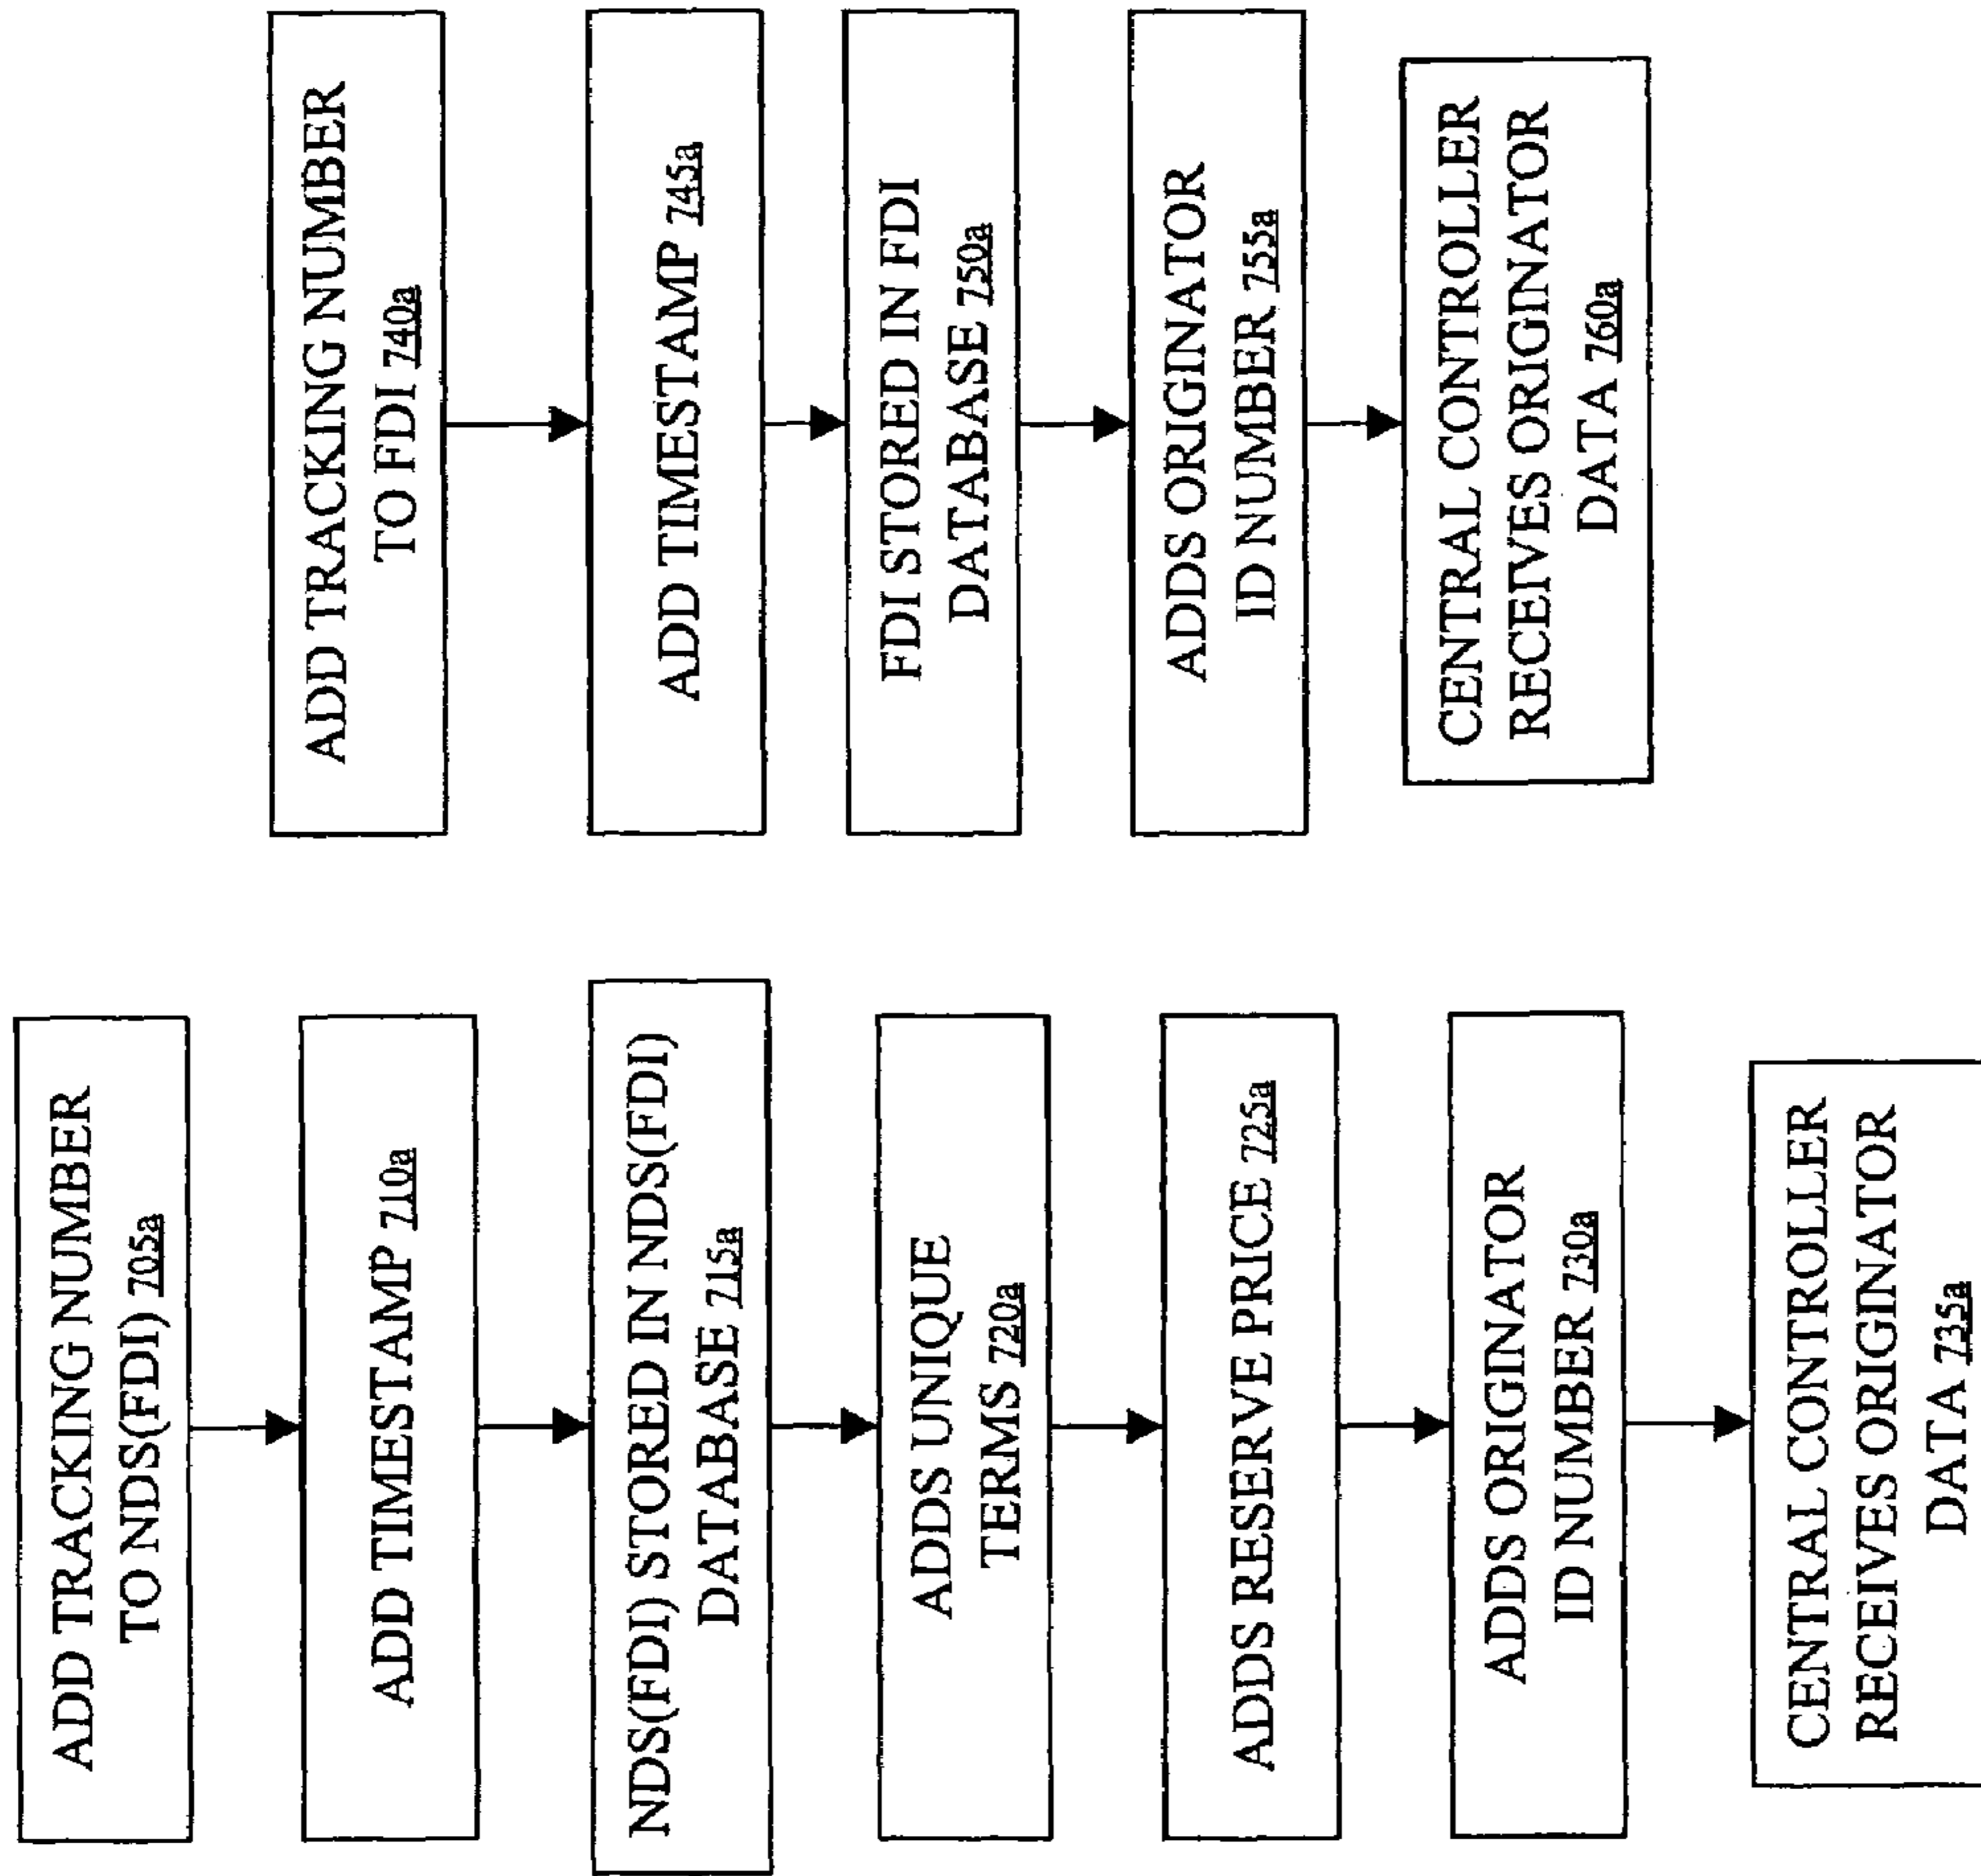 ADD TRACKING NUMBER
TO NDS(FDI) 705a
ADD TIMESTAMP 710a
NDS(FDI) STORED IN NDS(FDI)
DATABASE 715a
ADDS UNIQUE
TERMS 720a
ADDS RESERVE PRICE 725a
ADDS ORIGINATOR
ID NUMBER 730a
CENTRAL CONTROLLER
RECEIVES ORIGINATOR
DATA 735a
ADD TRACKING NUMBER
TO FDI 740a
ADD TIMESTAMP 745a
FDI STORED IN FDI
DATABASE 750a
ADDS ORIGINATOR
ID NUMBER 755a
CENTRAL CONTROLLER
RECEIVES ORIGINATOR
DATA 760a